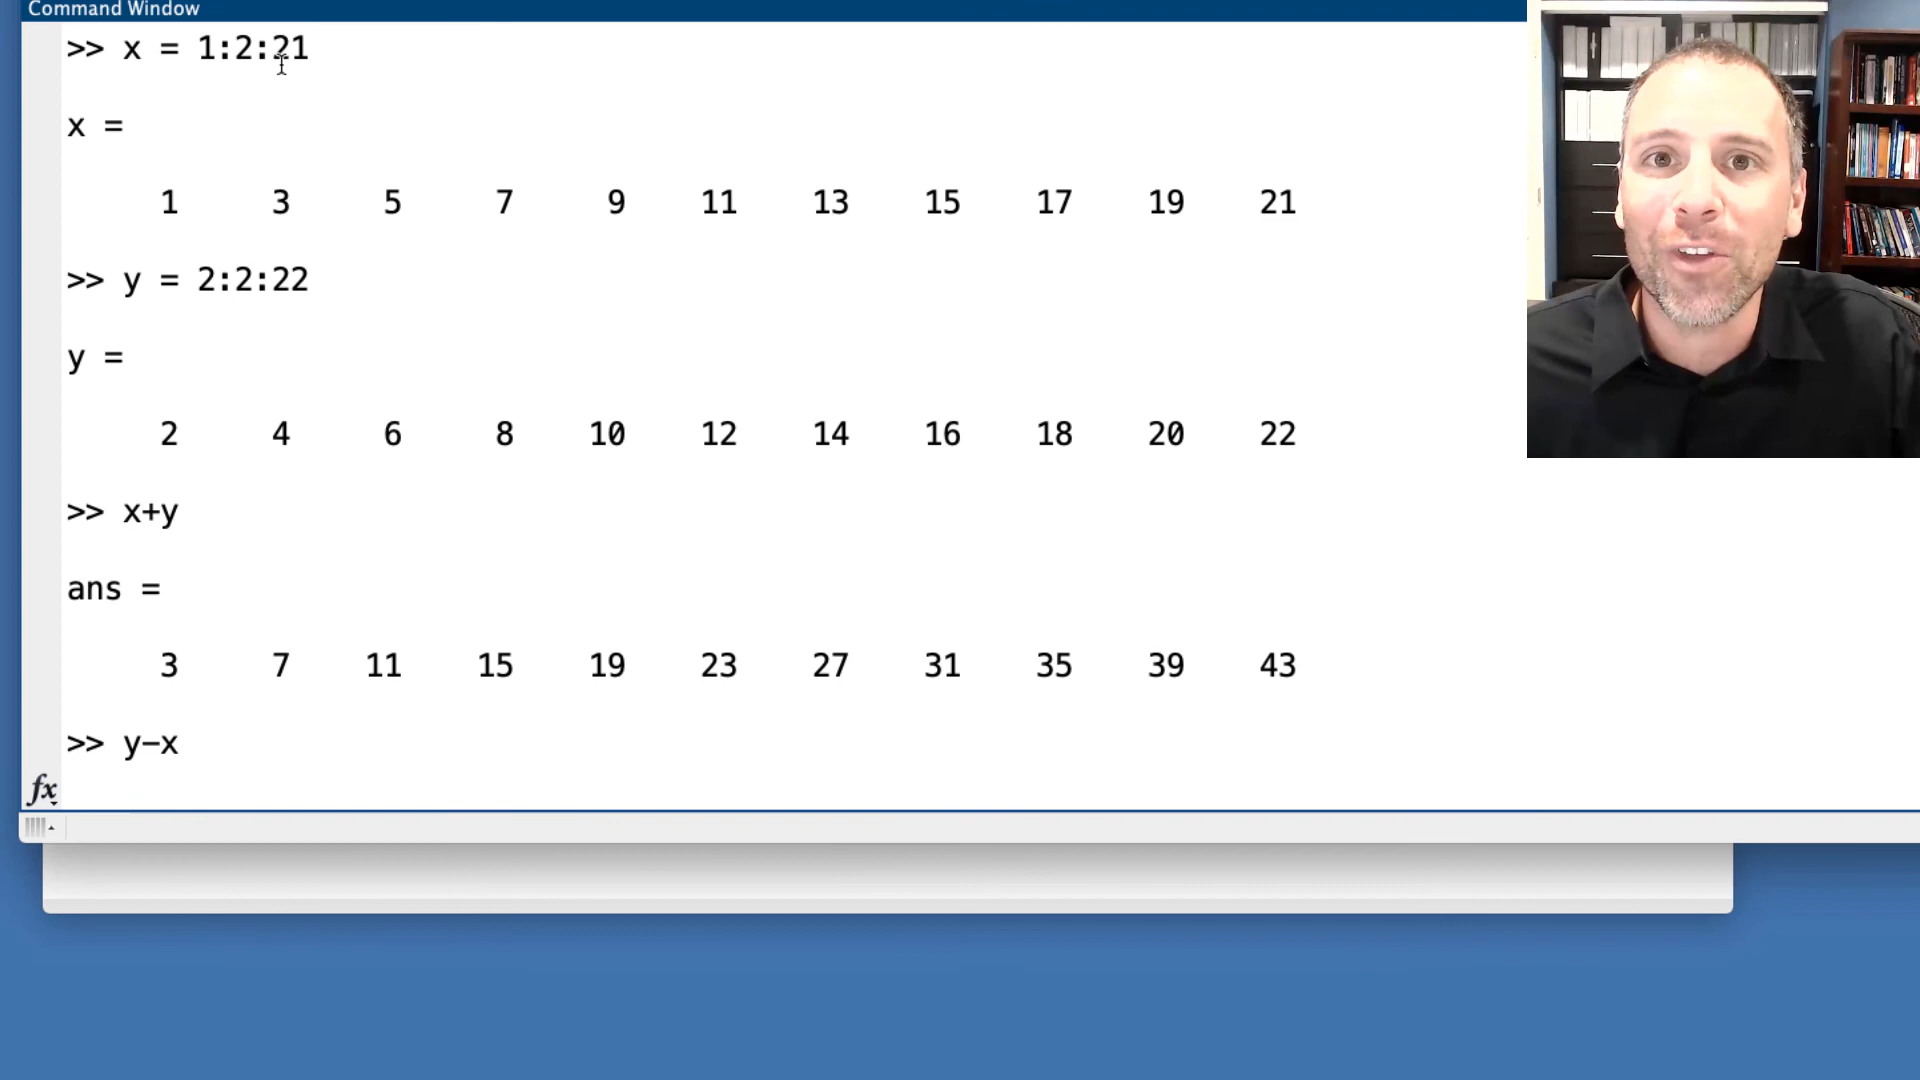 Command Window
>> x = 1:2:21
x =
1 3 5 7 9 11 13 15 17 19 21
>> y = 2:2:22
y =
2 4 6 8 10 12 14 16 18 20 22
>> x+y
ans =
3 7 11 15 19 23 27 31 35 39 43
>> y-x
fx